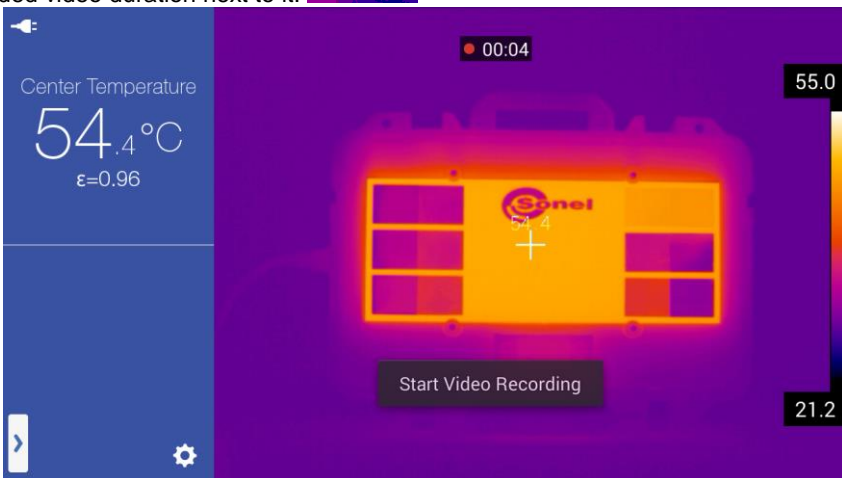 ded video duration next to it.
00:04
Center Temperature
54.4°C
ε=0.96
55.0
Sonel
54.4
Start Video Recording
21.2